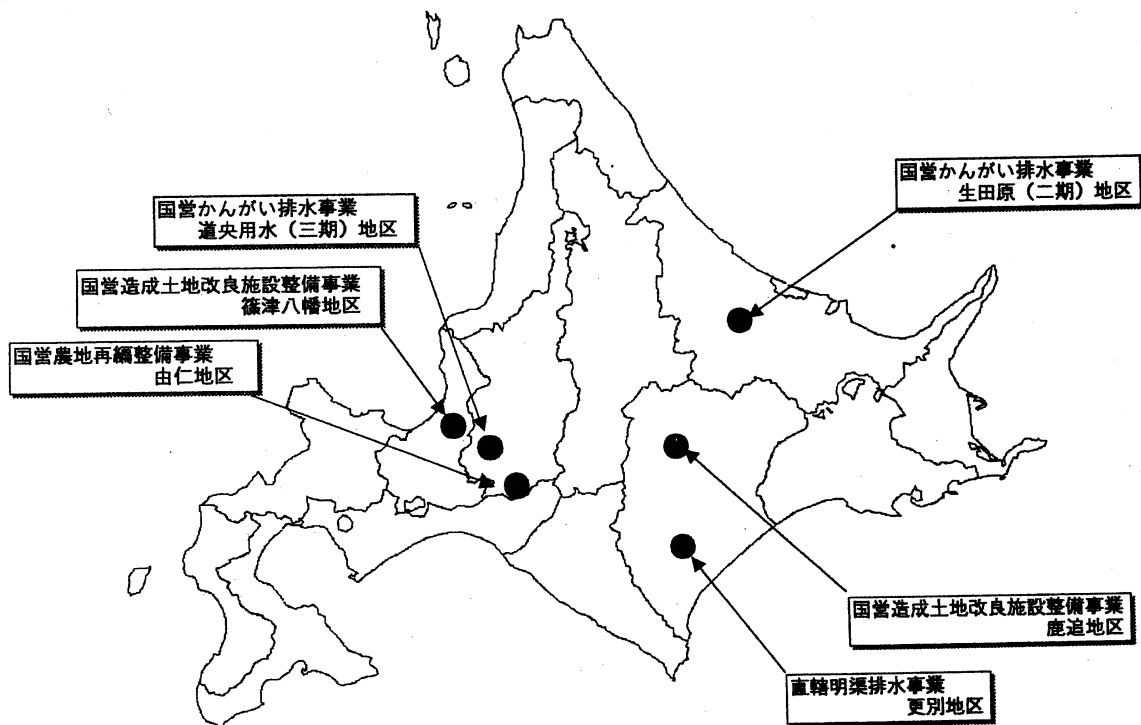 国営かんがい排水事業
生田原（二期）地区
国営かんがい排水事業
道央用水（三期）地区
国営造成土地改良施設整備事業
篠津八幡地区
国営農地再編整備事業
由仁地区
国営造成土地改良施設整備事業
鹿追地区
直轄明渠排水事業
更別地区